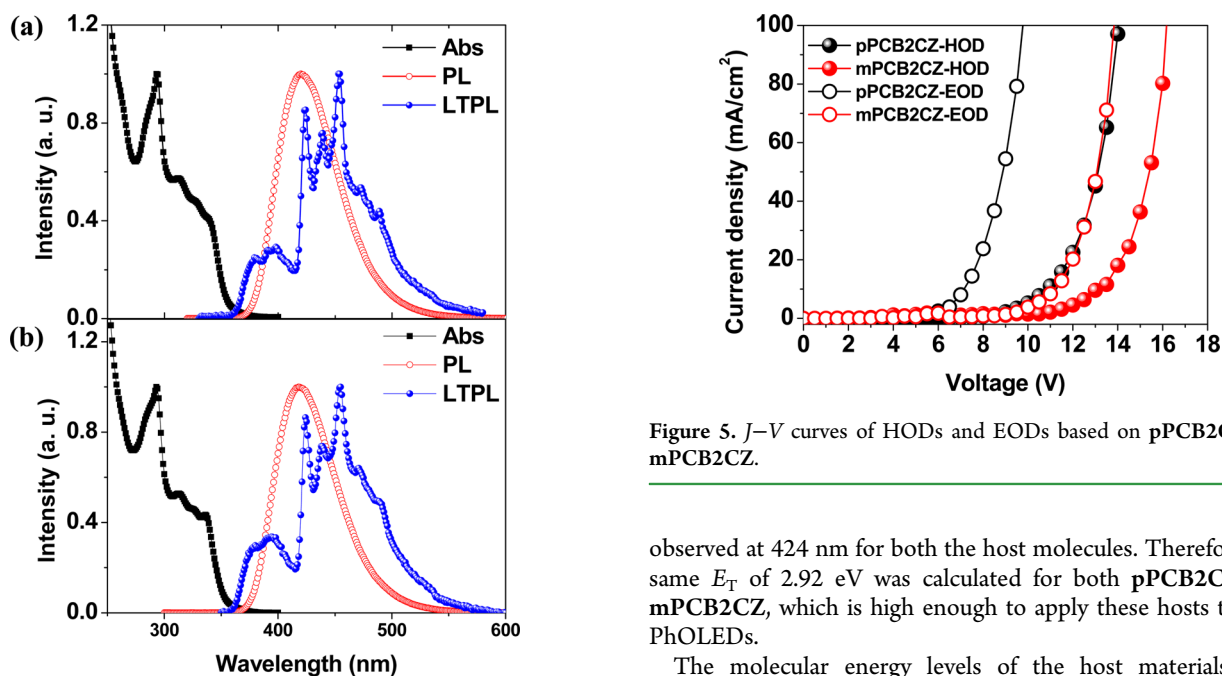 (a)
1.2
0.8
0.4
0.0
Intensity (a. u.)
Abs
PL
LTPL
(b)
1.2
0.8
0.4
0.0
Intensity (a. u.)
Abs
PL
LTPL
300 400 500 600
Wavelength (nm)
100
80
60
40
20
0
Current density (mA/cm²)
pPCB2CZ-HOD
mPCB2CZ-HOD
pPCB2CZ-EOD
mPCB2CZ-EOD
0 2 4 6 8 10 12 14 16 18
Voltage (V)
Figure 5. J−V curves of HODs and EODs based on
mPCB2CZ.
observed at 424 nm for both the host molecules.
same E_T of 2.92 eV was calculated for both
mPCB2CZ, which is high enough to apply these hosts
PhOLEDs.
The molecular energy levels of the host materials